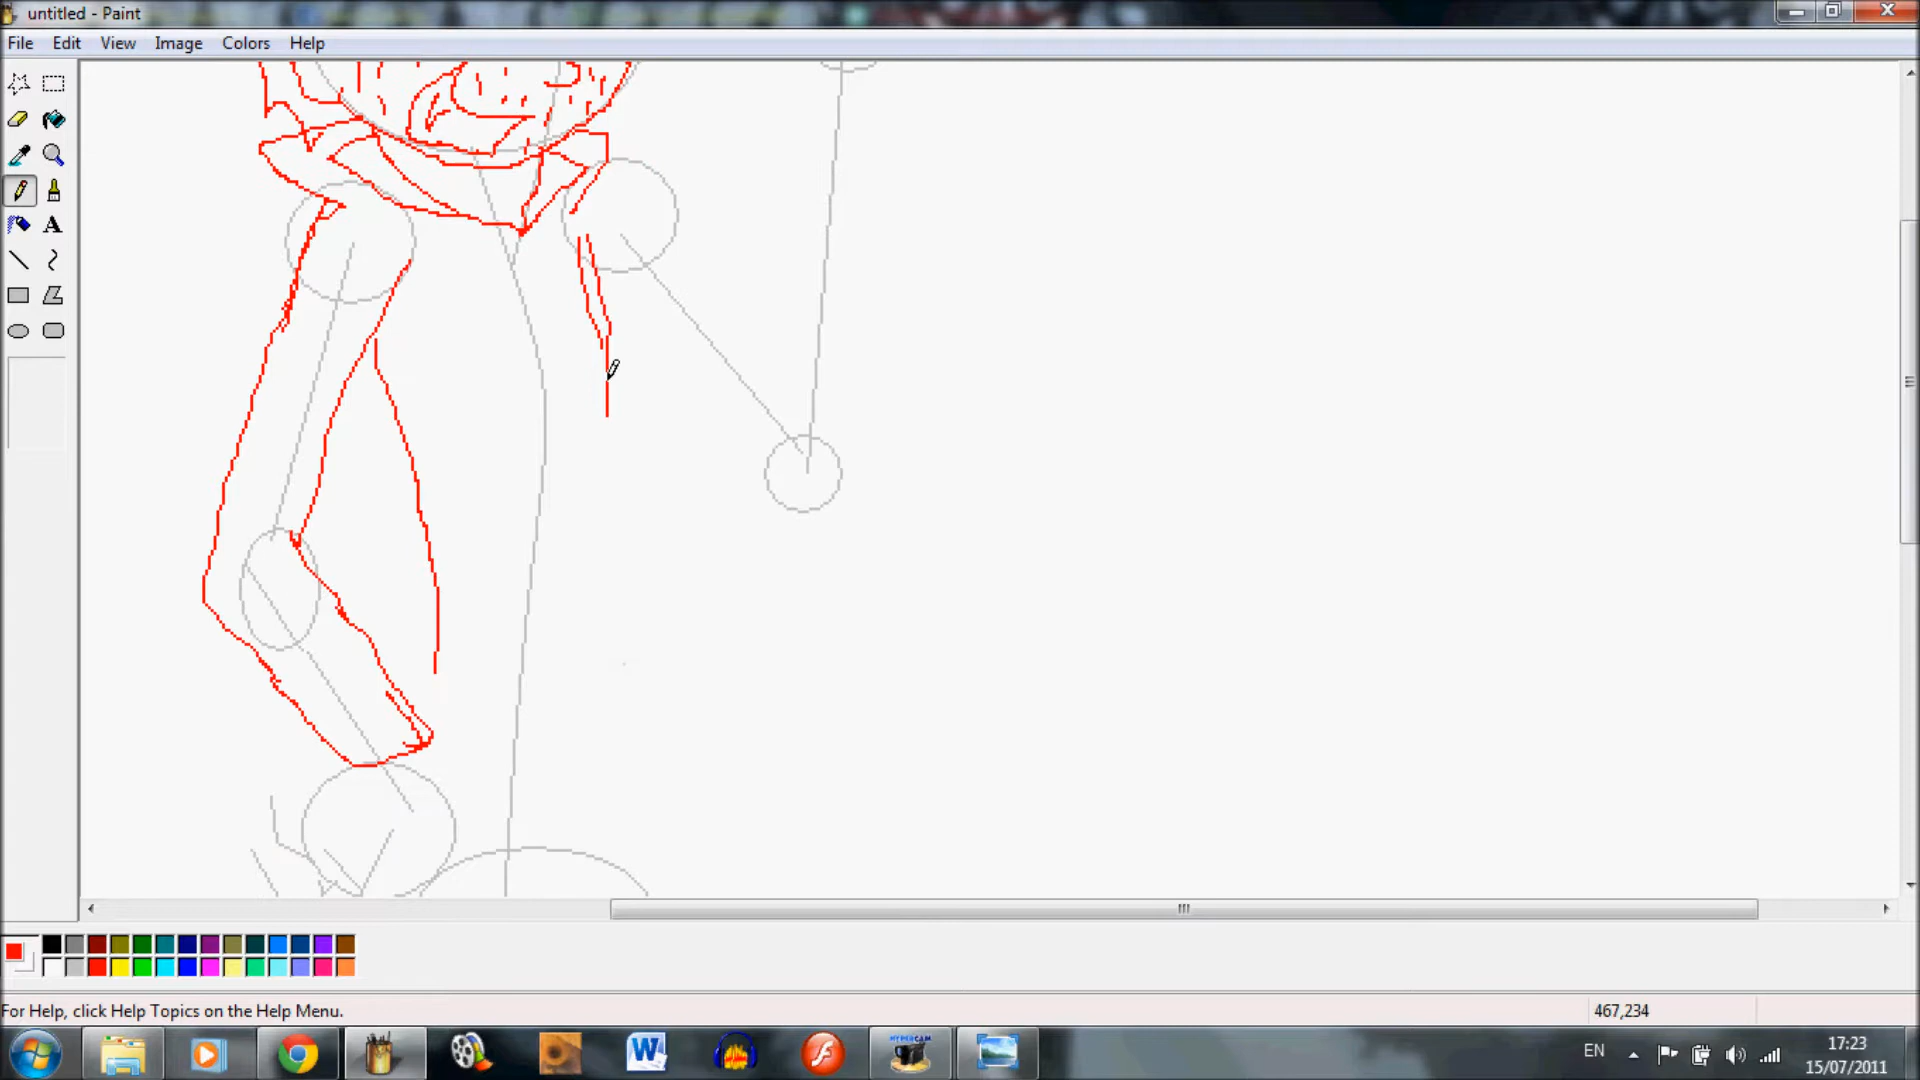 untitled - Paint
File Edit View Image Colors Help
A
For Help, click Help Topics on the Help Menu.
467,234
W
HYPERCAM
EN
17:23
15/07/2011